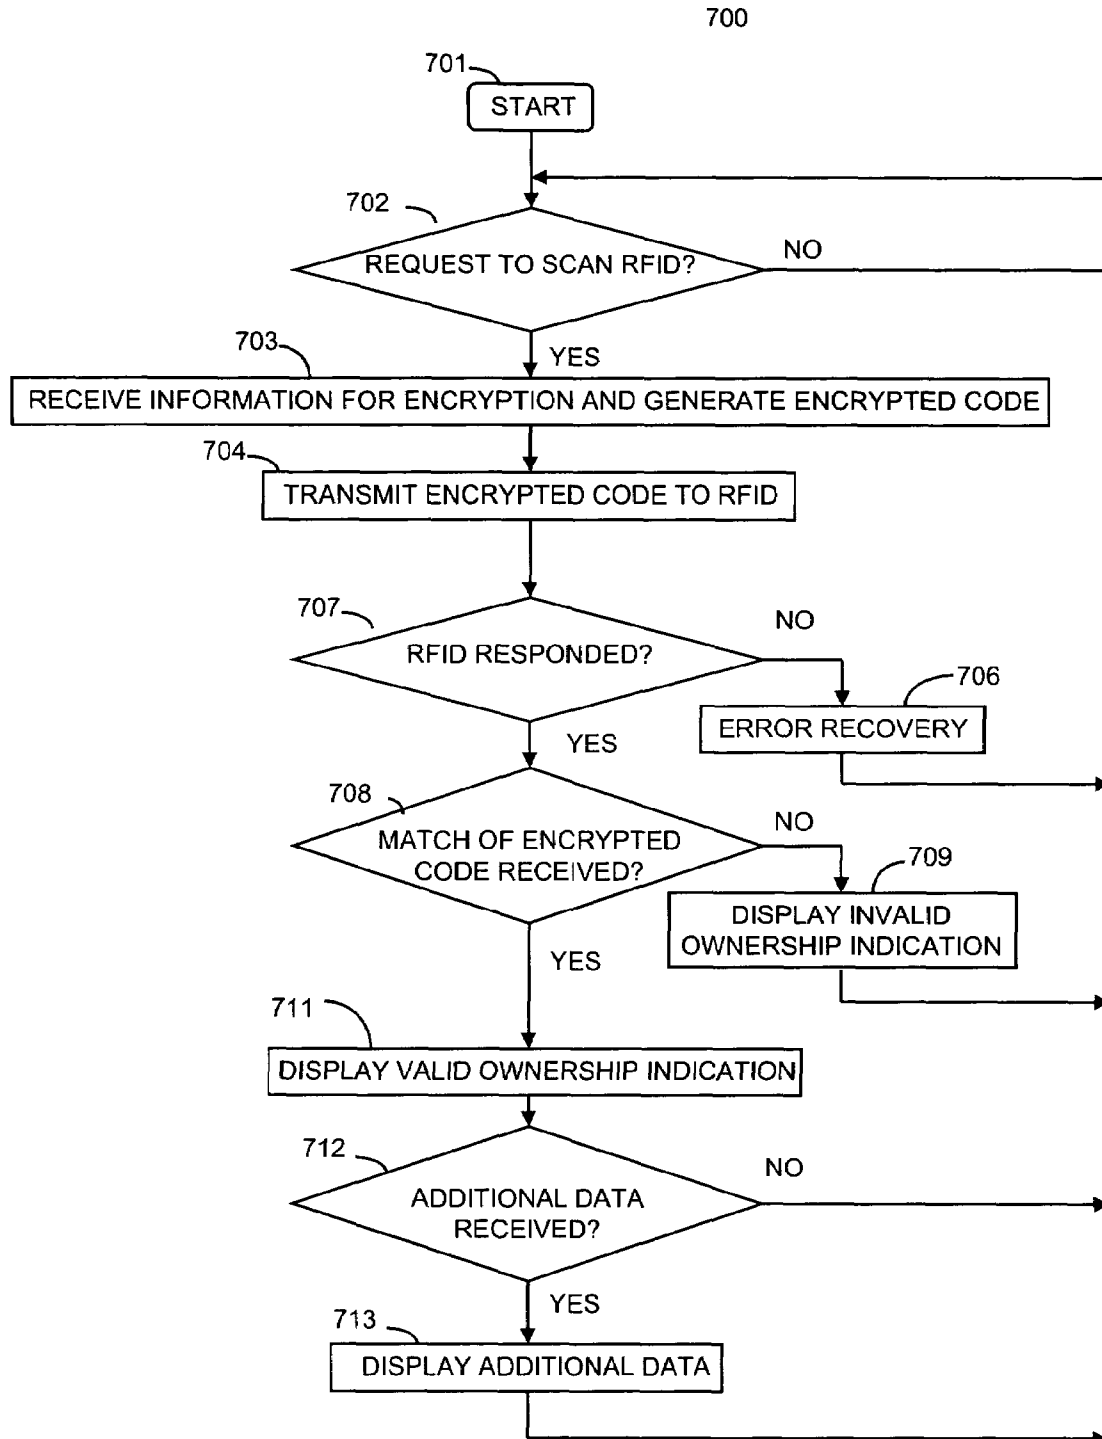 700
701
START
702
REQUEST TO SCAN RFID?
NO
YES
703
RECEIVE INFORMATION FOR ENCRYPTION AND GENERATE ENCRYPTED CODE
704
TRANSMIT ENCRYPTED CODE TO RFID
707
RFID RESPONDED?
NO
706
ERROR RECOVERY
YES
708
MATCH OF ENCRYPTED
CODE RECEIVED?
NO
709
DISPLAY INVALID
OWNERSHIP INDICATION
YES
711
DISPLAY VALID OWNERSHIP INDICATION
712
ADDITIONAL DATA
RECEIVED?
NO
YES
713
DISPLAY ADDITIONAL DATA